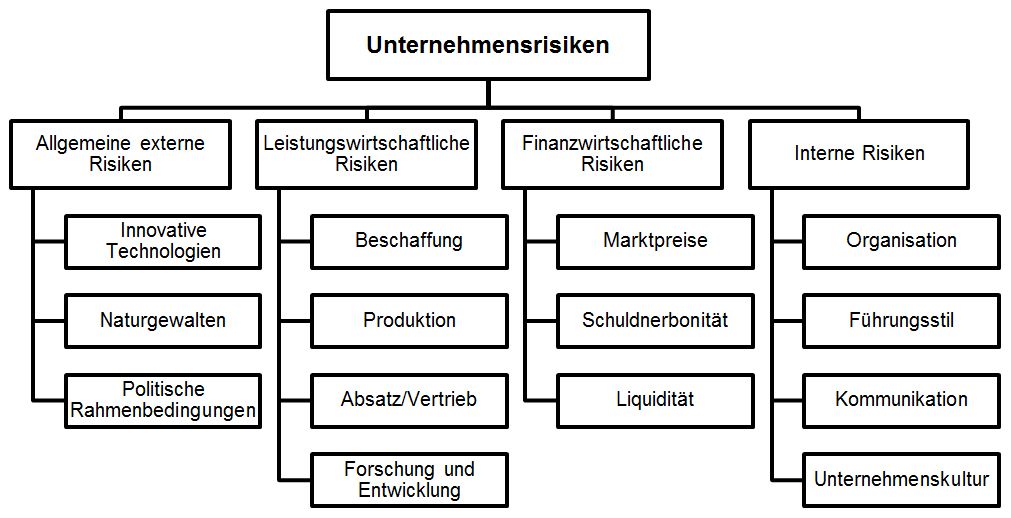 Unternehmensrisiken
Allgemeine externe
Risiken
Innovative
Technologien
Naturgewalten
Politische
Rahmenbedingungen
Leistungswirtschaftliche
Risiken
Beschaffung
Produktion
Absatz/Vertrieb
Forschung und
Entwicklung
Finanzwirtschaftliche
Risiken
Marktpreise
Schuldnerbonität
Liquidität
Interne Risiken
Organisation
Führungsstil
Kommunikation
Unternehmenskultur